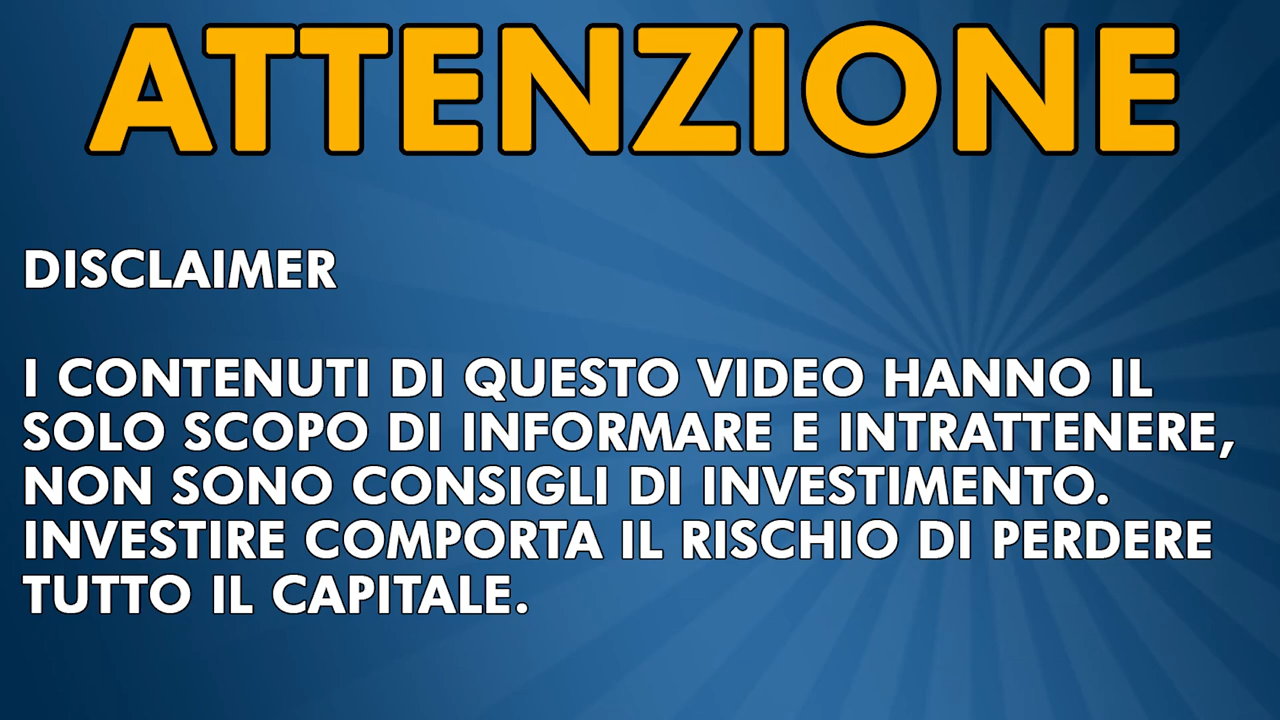 ATTENZIONE
DISCLAIMER
I CONTENUTI DI QUESTO VIDEO HANNO IL
SOLO SCOPO DI INFORMARE E INTRATTENERE,
NON SONO CONSIGLI DI INVESTIMENTO.
INVESTIRE COMPORTA IL RISCHIO DI PERDERE
TUTTO IL CAPITALE.